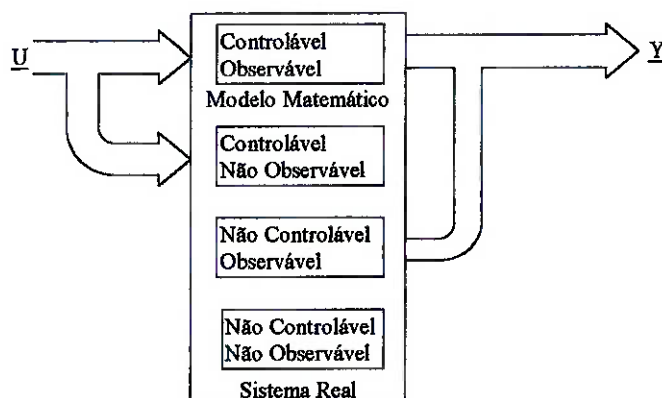 U
Controlável
Observável
Modelo Matemático
Y
Controlável
Não Observável
Não Controlável
Observável
Não Controlável
Não Observável
Sistema Real